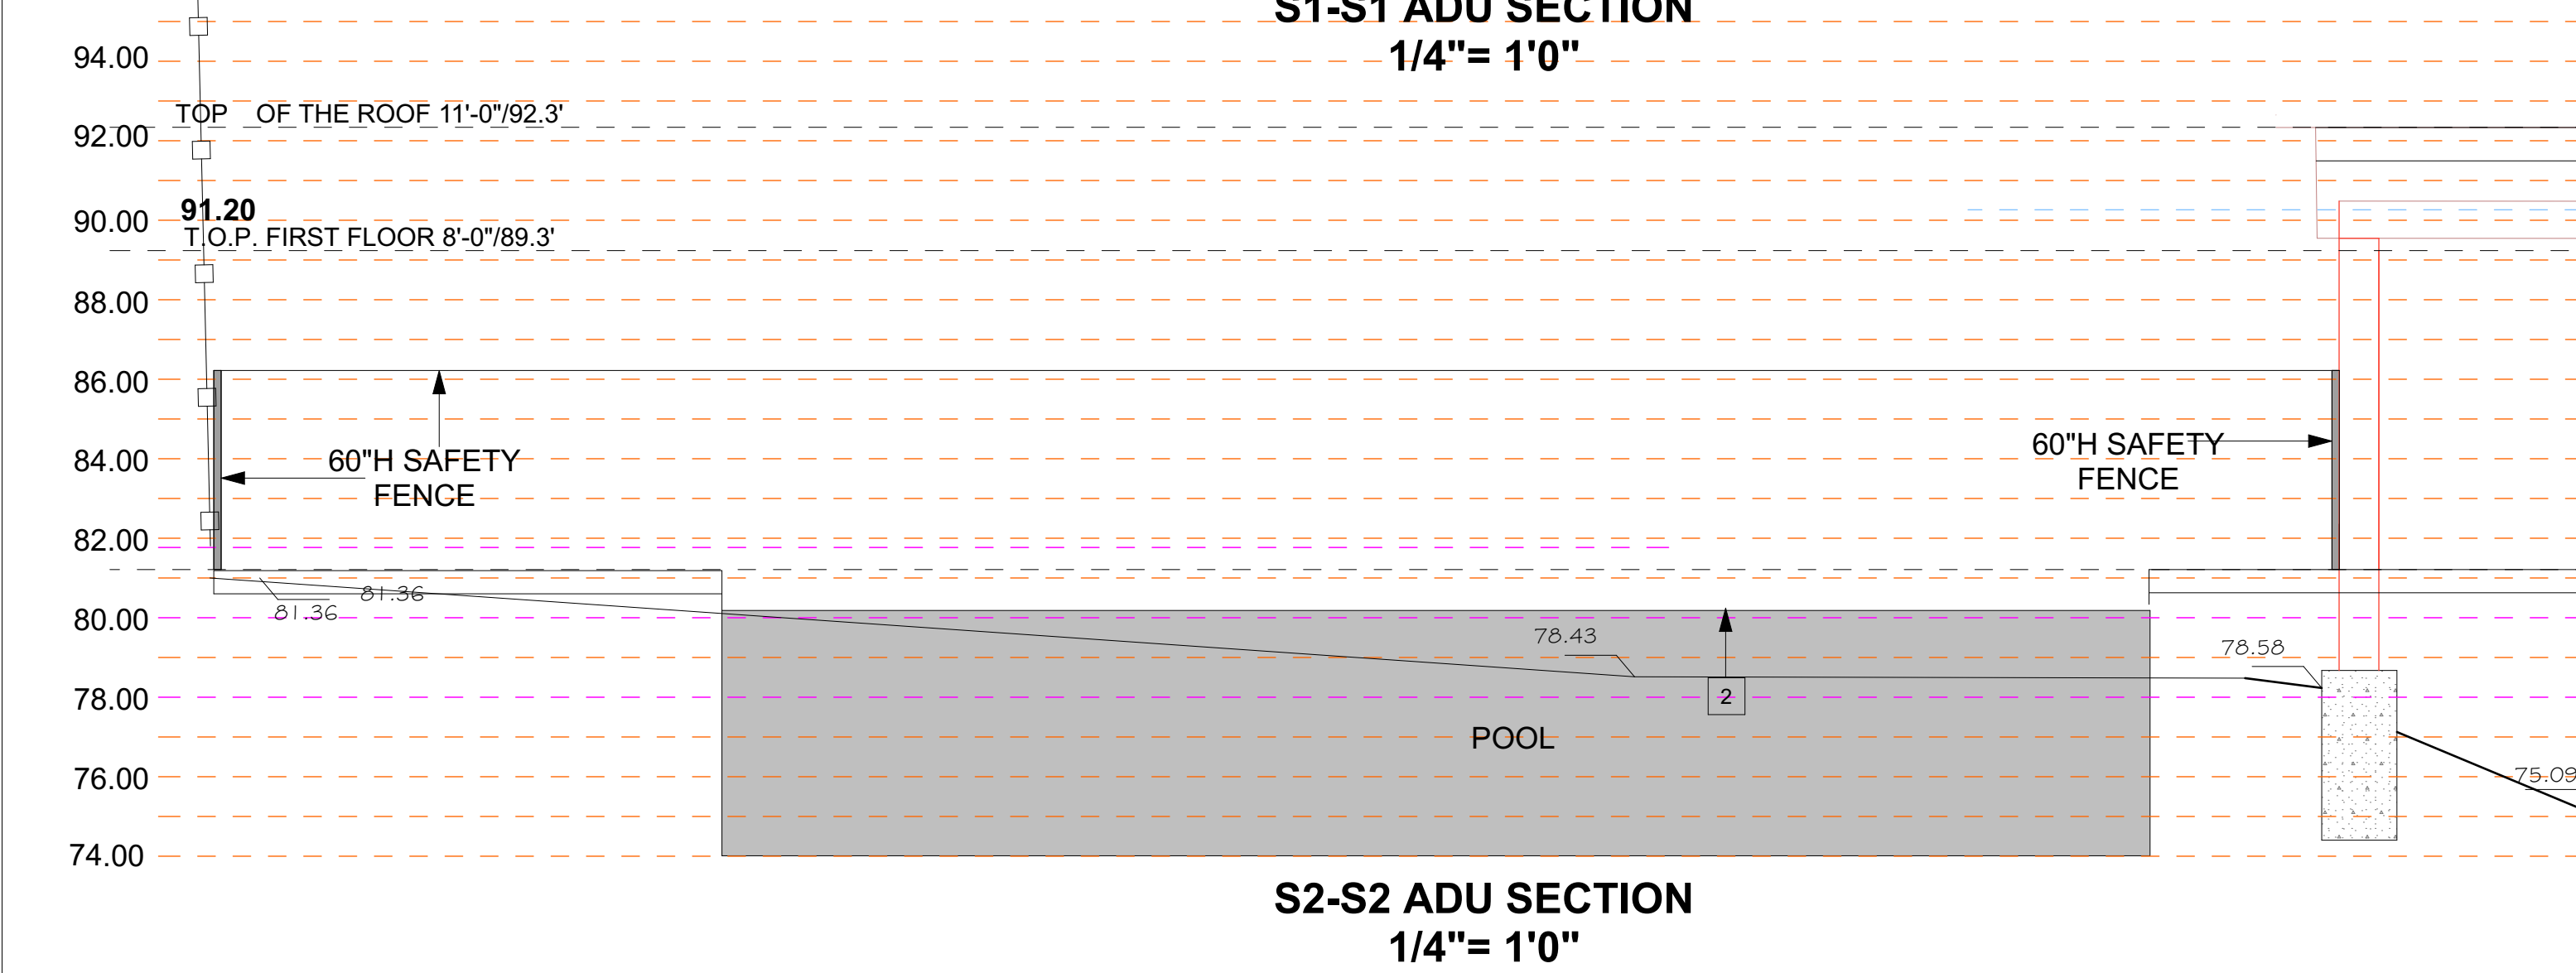 S1-S1 ADU SECTION
1/4"= 1'0"
94.00
TOP OF THE ROOF 11'-0"/92.3'
92.00
91.20
90.00
T.O.P. FIRST FLOOR 8'-0"/89.3'
88.00
86.00
84.00
60"H SAFETY
FENCE
60"H SAFETY
FENCE
82.00
81.36
81.36
80.00
78.43
78.58
78.00
2
POOL
76.00
75.09
74.00
S2-S2 ADU SECTION
1/4"= 1'0"